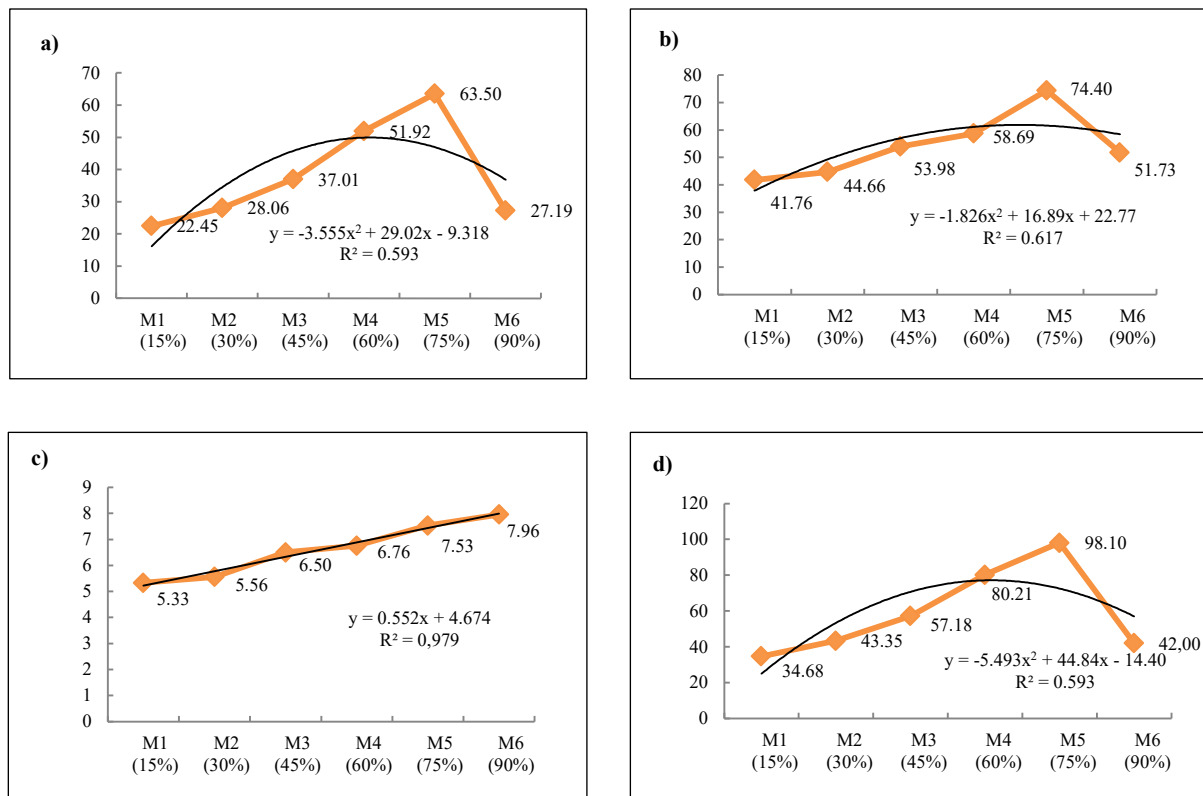 a)
70
60
50
40
30
20
10
0
63.50
51.92
37.01
28.06
22.45
27.19
y = -3.555x² + 29.02x - 9.318
R² = 0.593
M1 M2 M3 M4 M5 M6
(15%) (30%) (45%) (60%) (75%) (90%)
b)
80
70
60
50
40
30
20
10
0
74.40
58.69
53.98
44.66
41.76
51.73
y = -1.826x² + 16.89x + 22.77
R² = 0.617
M1 M2 M3 M4 M5 M6
(15%) (30%) (45%) (60%) (75%) (90%)
c)
9
8
7
6
5
4
3
2
1
0
7.96
7.53
6.76
6.50
5.56
5.33
y = 0.552x + 4.674
R² = 0,979
M1 M2 M3 M4 M5 M6
(15%) (30%) (45%) (60%) (75%) (90%)
d)
120
100
80
60
40
20
0
98.10
80.21
57.18
43.35
34.68
42,00
y = -5.493x² + 44.84x - 14.40
R² = 0.593
M1 M2 M3 M4 M5 M6
(15%) (30%) (45%) (60%) (75%) (90%)